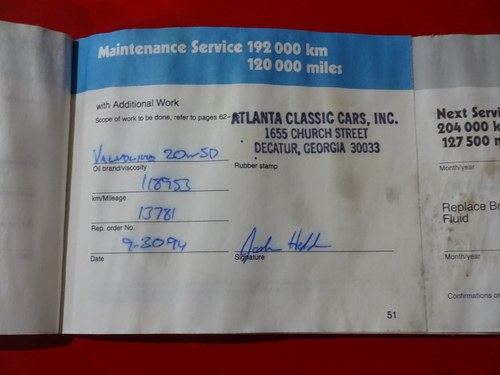 Maintenance Service 192 000 km
120 000 miles
with Additional Work
Scope of work to be done, refer to pages 62-
ATLANTA CLASSIC CARS, INC.
1655 CHURCH STREET
DECATUR, GEORGIA 30033
Valvoline 20w50
Oil brand/viscosity
Rubber stamp
118953
km/Mileage
13781
Rep. order No.
9-30 94
Date
Signature
51
Next Servi
204 000 k
127 500 m
Month/year
Replace Br
Fluid
Month/year
Confirmations on